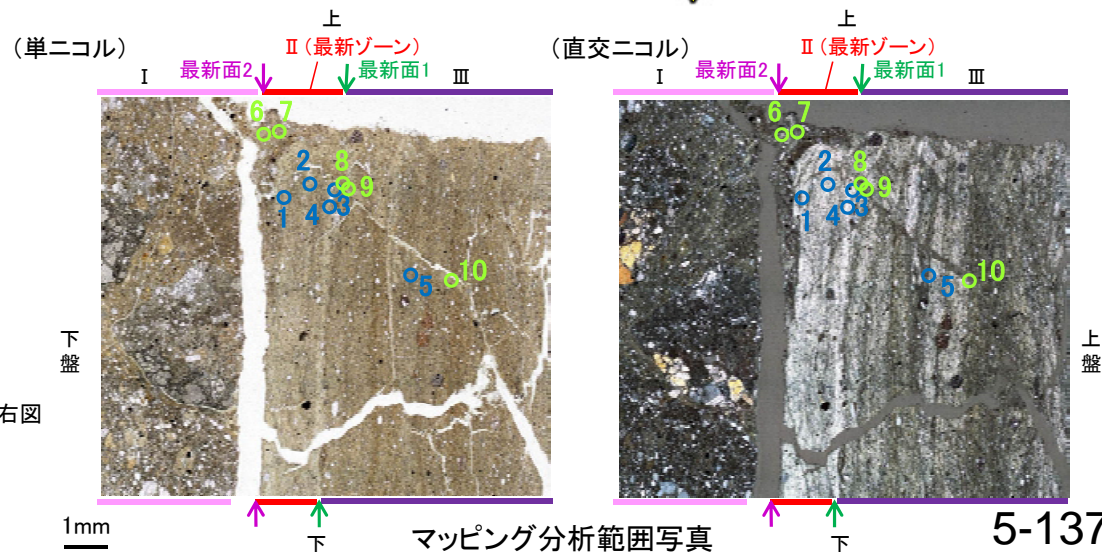 上
(単ニコル)
Ⅱ(最新ゾーン)
Ⅰ
最新面2
最新面1
Ⅲ
6 7
2
8
9
1
4 3
5
10
下盤
右図
1mm
下
上
(直交ニコル)
Ⅱ(最新ゾーン)
Ⅰ
最新面2
最新面1
Ⅲ
6 7
2
8
9
1
4 3
5
10
上盤
下
マッピング分析範囲写真
5-137